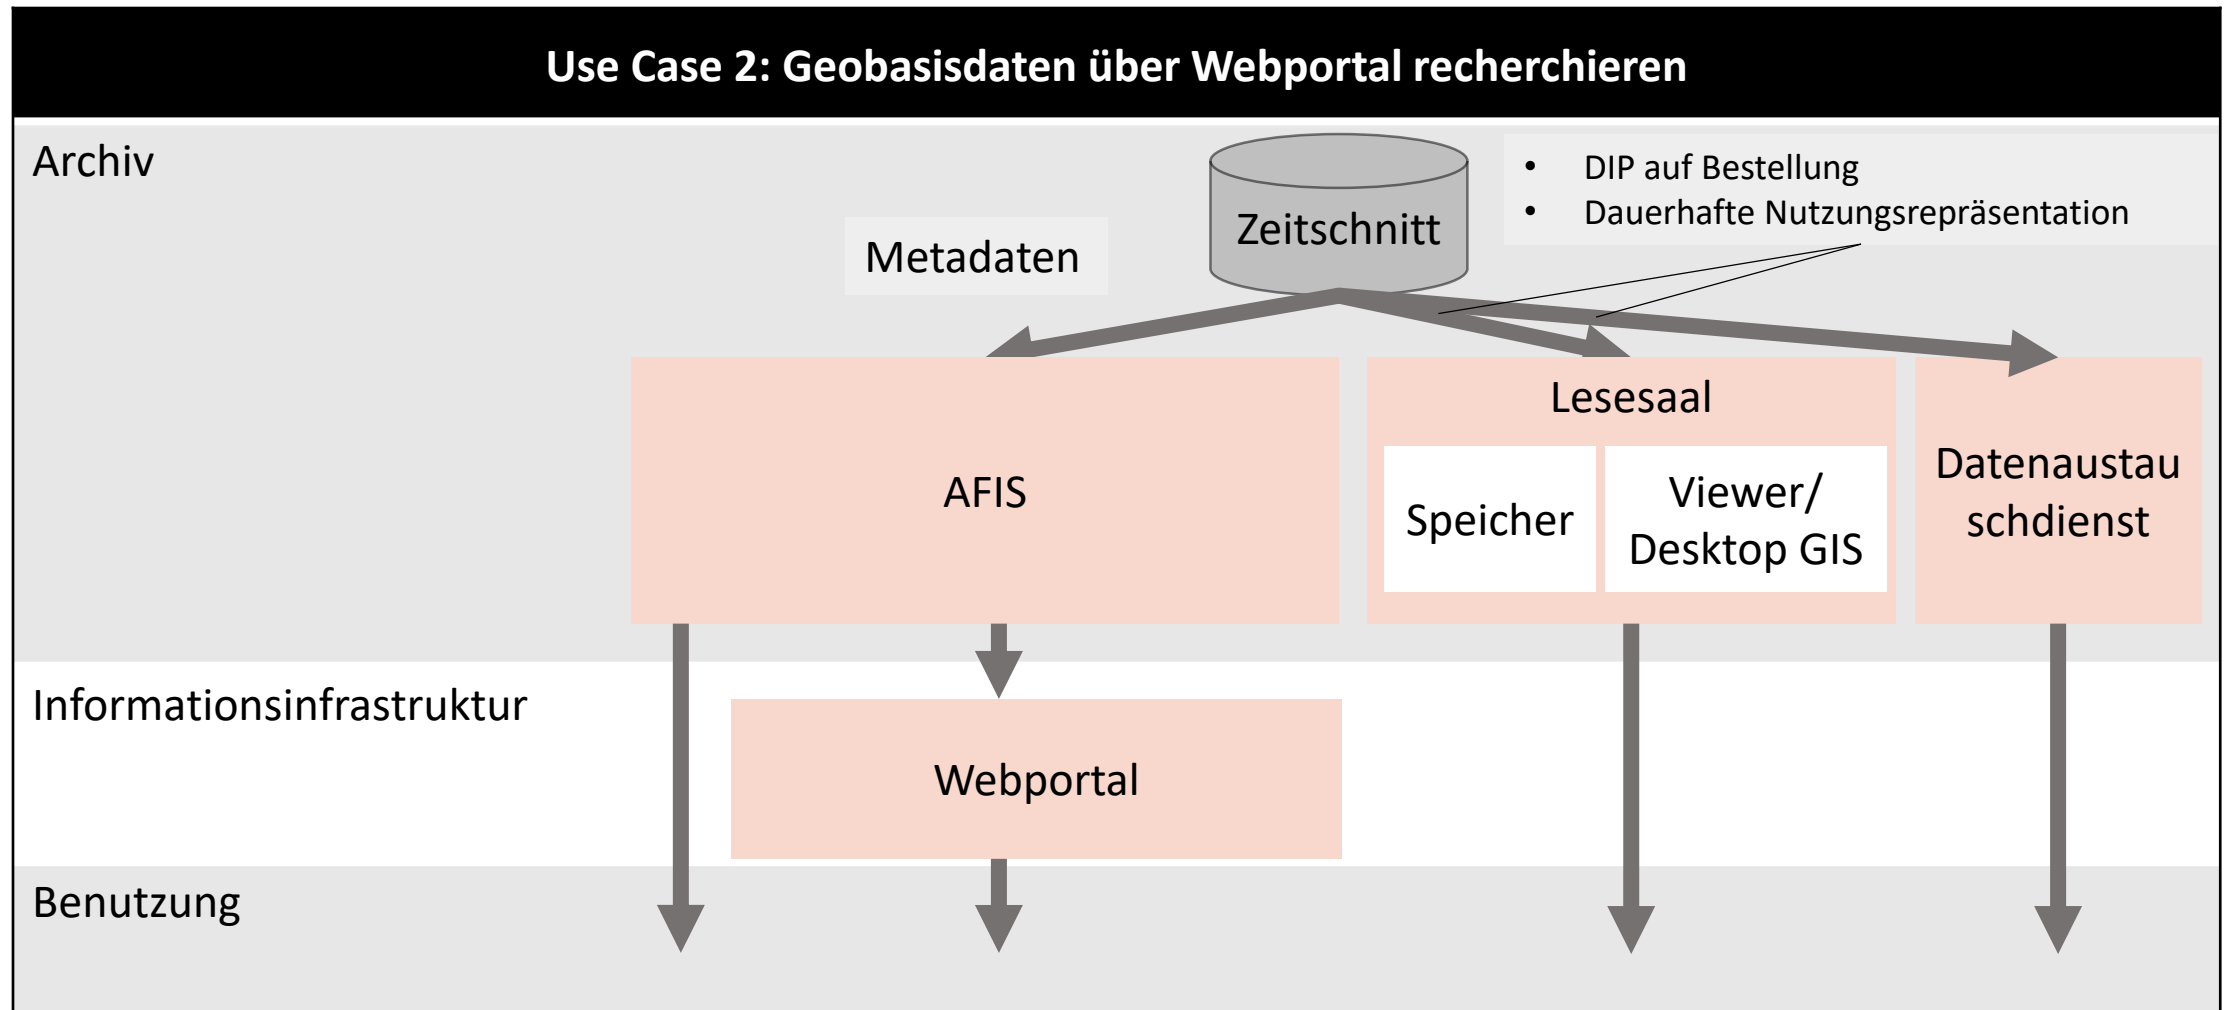 Use Case 2: Geobasisdaten über Webportal recherchieren
Archiv
• DIP auf Bestellung
• Dauerhafte Nutzungsrepräsentation
Zeitschnitt
Metadaten
AFIS
Lesesaal
Speicher
Viewer/
Desktop GIS
Datenaustau
schdienst
Informationsinfrastruktur
Webportal
Benutzung